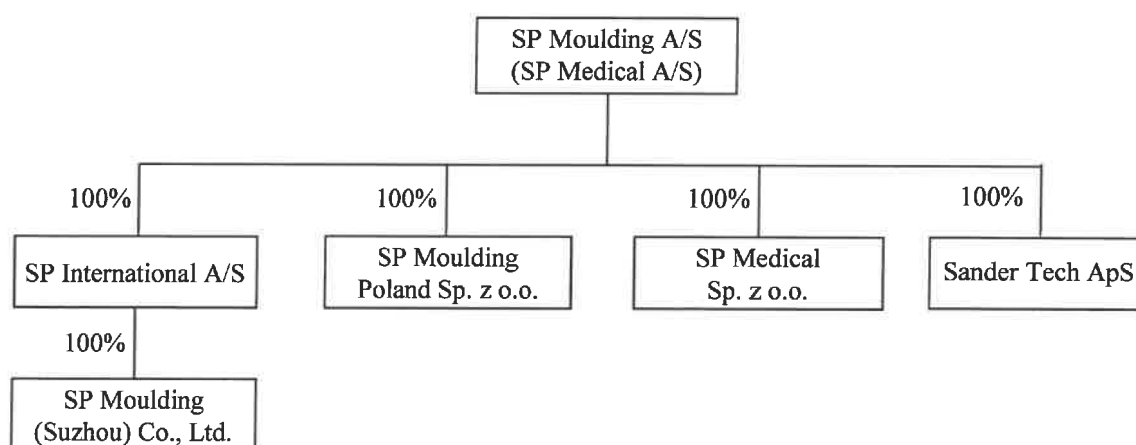 SP Moulding A/S
(SP Medical A/S)
100%
100%
100%
100%
SP International A/S
SP Moulding
Poland Sp. z o.o.
SP Medical
Sp. z o.o.
Sander Tech ApS
100%
SP Moulding
(Suzhou) Co., Ltd.